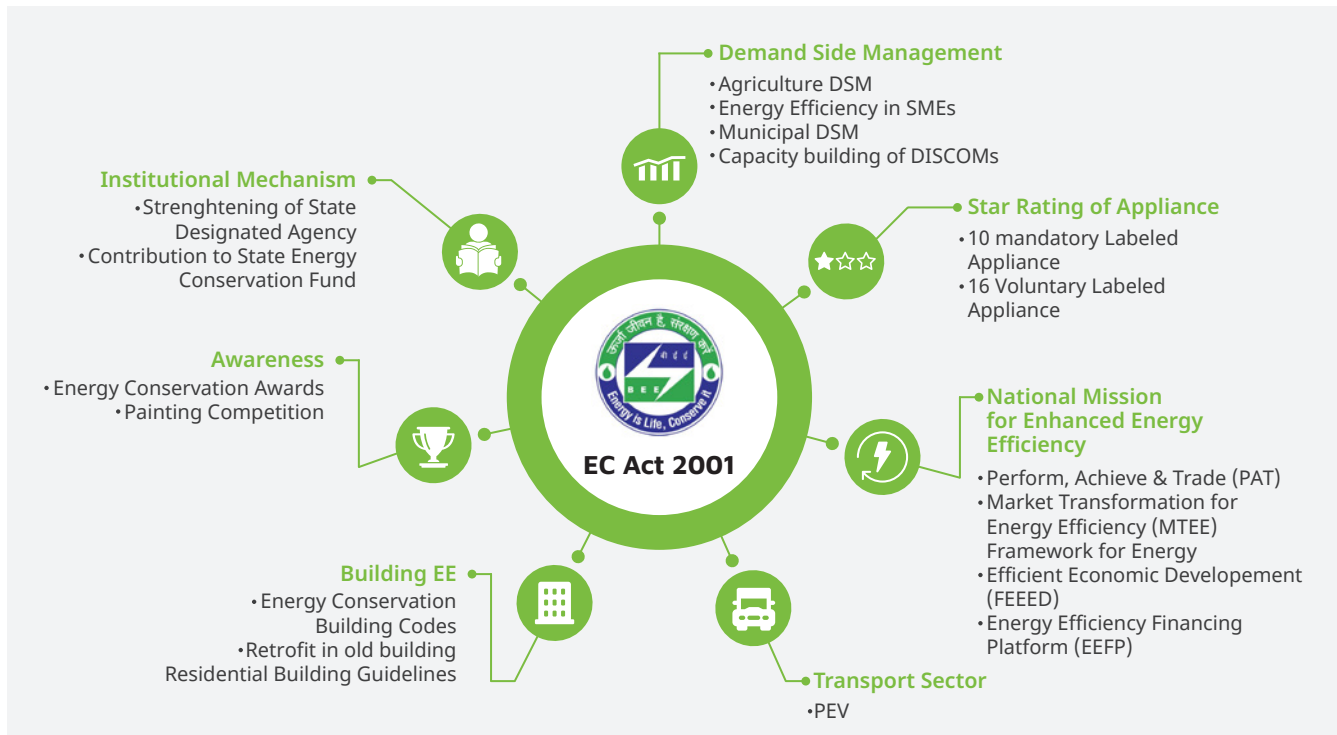 Demand Side Management
• Agriculture DSM
• Energy Efficiency in SMEs
• Municipal DSM
• Capacity building of DISCOMs
Institutional Mechanism
• Strenghtening of State
Designated Agency
• Contribution to State Energy
Conservation Fund
Star Rating of Appliance
• 10 mandatory Labeled
Appliance
• 16 Voluntary Labeled
Appliance
ऊर्जा जीवन है, संरक्षण करें
बी ई ई
BEE
Energy is Life, Conserve it
EC Act 2001
Awareness
• Energy Conservation Awards
• Painting Competition
National Mission
for Enhanced Energy
Efficiency
• Perform, Achieve & Trade (PAT)
• Market Transformation for
Energy Efficiency (MTEE)
Framework for Energy
• Efficient Economic Developement
(FEEED)
• Energy Efficiency Financing
Platform (EEFP)
Building EE
• Energy Conservation
Building Codes
• Retrofit in old building
Residential Building Guidelines
Transport Sector
• PEV